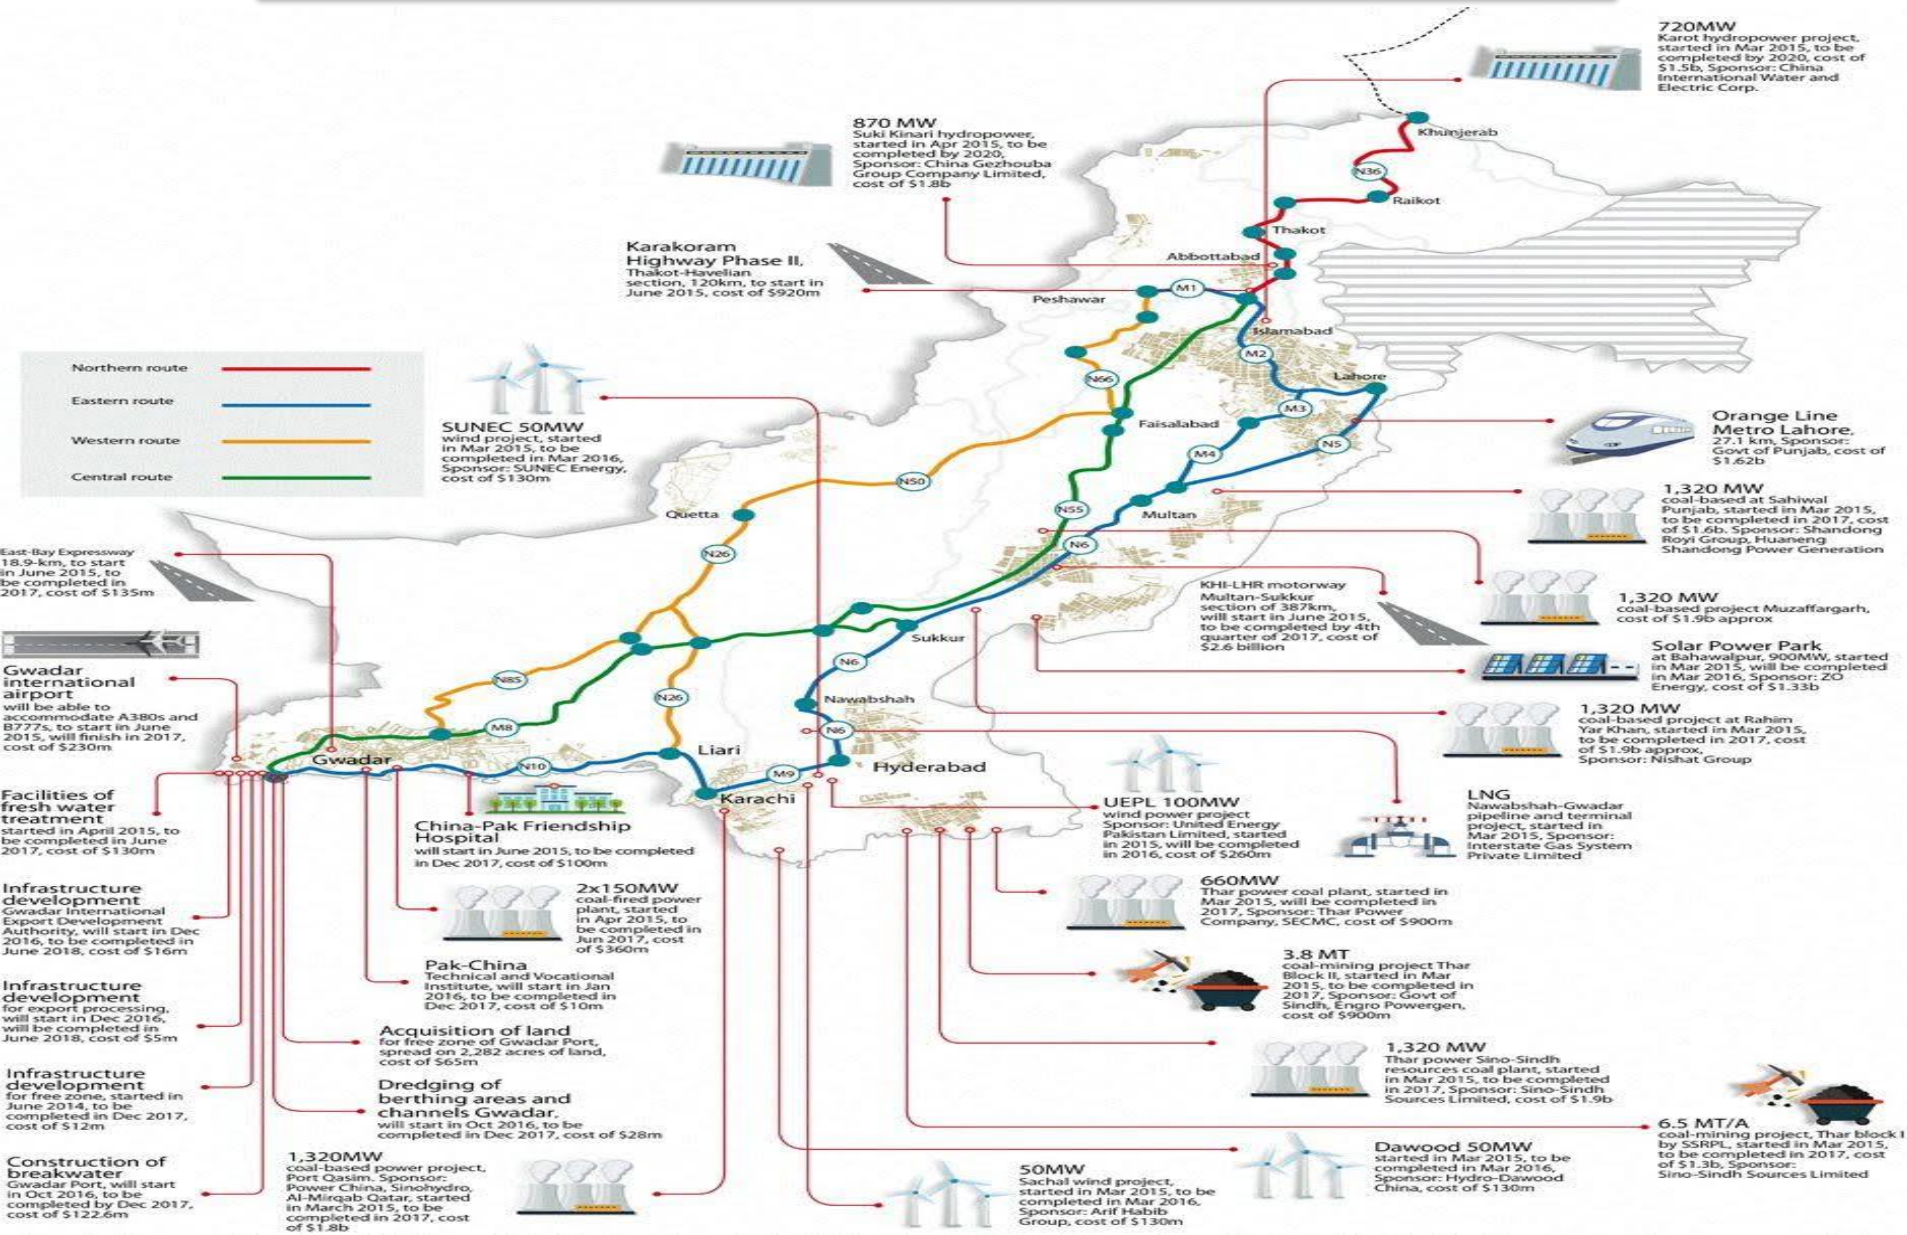 720MW
Karot hydropower project,
started in Mar 2015, to be
completed by 2020, cost of
$1.5b, Sponsor: China
International Water and
Electric Corp.
870 MW
Suki Kinari hydropower,
started in Apr 2015, to be
completed by 2020,
Sponsor: China Gezhouba
Group Company Limited,
cost of $1.8b
Karakoram
Highway Phase II,
Thakot-Havelian
section, 120km, to start in
June 2015, cost of $920m
Khunjerab
N36
Raikot
Thakot
Abbottabad
Peshawar
M1
Islamabad
M2
Lahore
N66
M3
Faisalabad
N5
M4
N50
N55
Multan
Quetta
N6
N26
Sukkur
N6
N85
N26
Nawabshah
M8
N6
Liari
Gwadar
N10
M9
Hyderabad
Karachi
Northern route
Eastern route
Western route
Central route
SUNEC 50MW
wind project, started
in Mar 2015, to be
completed in Mar 2016,
Sponsor: SUNEC Energy,
cost of $130m
Orange Line
Metro Lahore,
27.1 km, Sponsor:
Govt of Punjab, cost of
$1.62b
1,320 MW
coal-based at Sahiwal
Punjab, started in Mar 2015,
to be completed in 2017, cost
of $1.6b. Sponsor: Shandong
Royi Group, Huaneng
Shandong Power Generation
1,320 MW
coal-based project Muzaffargarh,
cost of $1.9b approx
KHI-LHR motorway
Multan-Sukkur
section of 387km,
will start in June 2015,
to be completed by 4th
quarter of 2017, cost of
$2.6 billion
Solar Power Park
at Bahawalpur, 900MW, started
in Mar 2015, will be completed
in Mar 2016, Sponsor: ZO
Energy, cost of $1.33b
1,320 MW
coal-based project at Rahim
Yar Khan, started in Mar 2015,
to be completed in 2017, cost
of $1.9b approx,
Sponsor: Nishat Group
East-Bay Expressway
18.9-km, to start
in June 2015, to
be completed in
2017, cost of $135m
Gwadar
international
airport
will be able to
accommodate A380s and
B777s, to start in June
2015, will finish in 2017,
cost of $230m
Facilities of
fresh water
treatment
started in April 2015, to
be completed in June
2017, cost of $130m
Infrastructure
development
Gwadar International
Export Development
Authority, will start in Dec
2016, to be completed in
June 2018, cost of $16m
Infrastructure
development
for export processing,
will start in Dec 2016,
will be completed in
June 2018, cost of $5m
Infrastructure
development
for free zone, started in
June 2014, to be
completed in Dec 2017,
cost of $12m
Construction of
breakwater
Gwadar Port, will start
in Oct 2016, to be
completed by Dec 2017,
cost of $122.6m
China-Pak Friendship
Hospital
will start in June 2015, to be completed
in Dec 2017, cost of $100m
2x150MW
coal-fired power
plant, started
in Apr 2015, to
be completed in
Jun 2017, cost
of $360m
Pak-China
Technical and Vocational
Institute, will start in Jan
2016, to be completed in
Dec 2017, cost of $10m
Acquisition of land
for free zone of Gwadar Port,
spread on 2,282 acres of land,
cost of $65m
Dredging of
berthing areas and
channels Gwadar,
will start in Oct 2016, to be
completed in Dec 2017, cost of $28m
1,320MW
coal-based power project,
Port Qasim. Sponsor:
Power China, Sinohydro,
Al-Mirqab Qatar, started
in March 2015, to be
completed in 2017, cost
of $1.8b
UEPL 100MW
wind power project
Sponsor: United Energy
Pakistan Limited, started
in 2015, will be completed
in 2016, cost of $260m
LNG
Nawabshah-Gwadar
pipeline and terminal
project, started in
Mar 2015, Sponsor:
Interstate Gas System
Private Limited
660MW
Thar power coal plant, started in
Mar 2015, will be completed in
2017, Sponsor: Thar Power
Company, SECMC, cost of $900m
3.8 MT
coal-mining project Thar
Block II, started in Mar
2015, to be completed in
2017, Sponsor: Govt of
Sindh, Engro Powergen,
cost of $900m
1,320 MW
Thar power Sino-Sindh
resources coal plant, started
in Mar 2015, to be completed
in 2017, Sponsor: Sino-Sindh
Sources Limited, cost of $1.9b
6.5 MT/A
coal-mining project, Thar block I
by SSRPL, started in Mar 2015,
to be completed in 2017, cost
of $1.3b, Sponsor:
Sino-Sindh Sources Limited
Dawood 50MW
started in Mar 2015, to be
completed in Mar 2016,
Sponsor: Hydro-Dawood
China, cost of $130m
50MW
Sachal wind project,
started in Mar 2015, to be
completed in Mar 2016,
Sponsor: Arif Habib
Group, cost of $130m